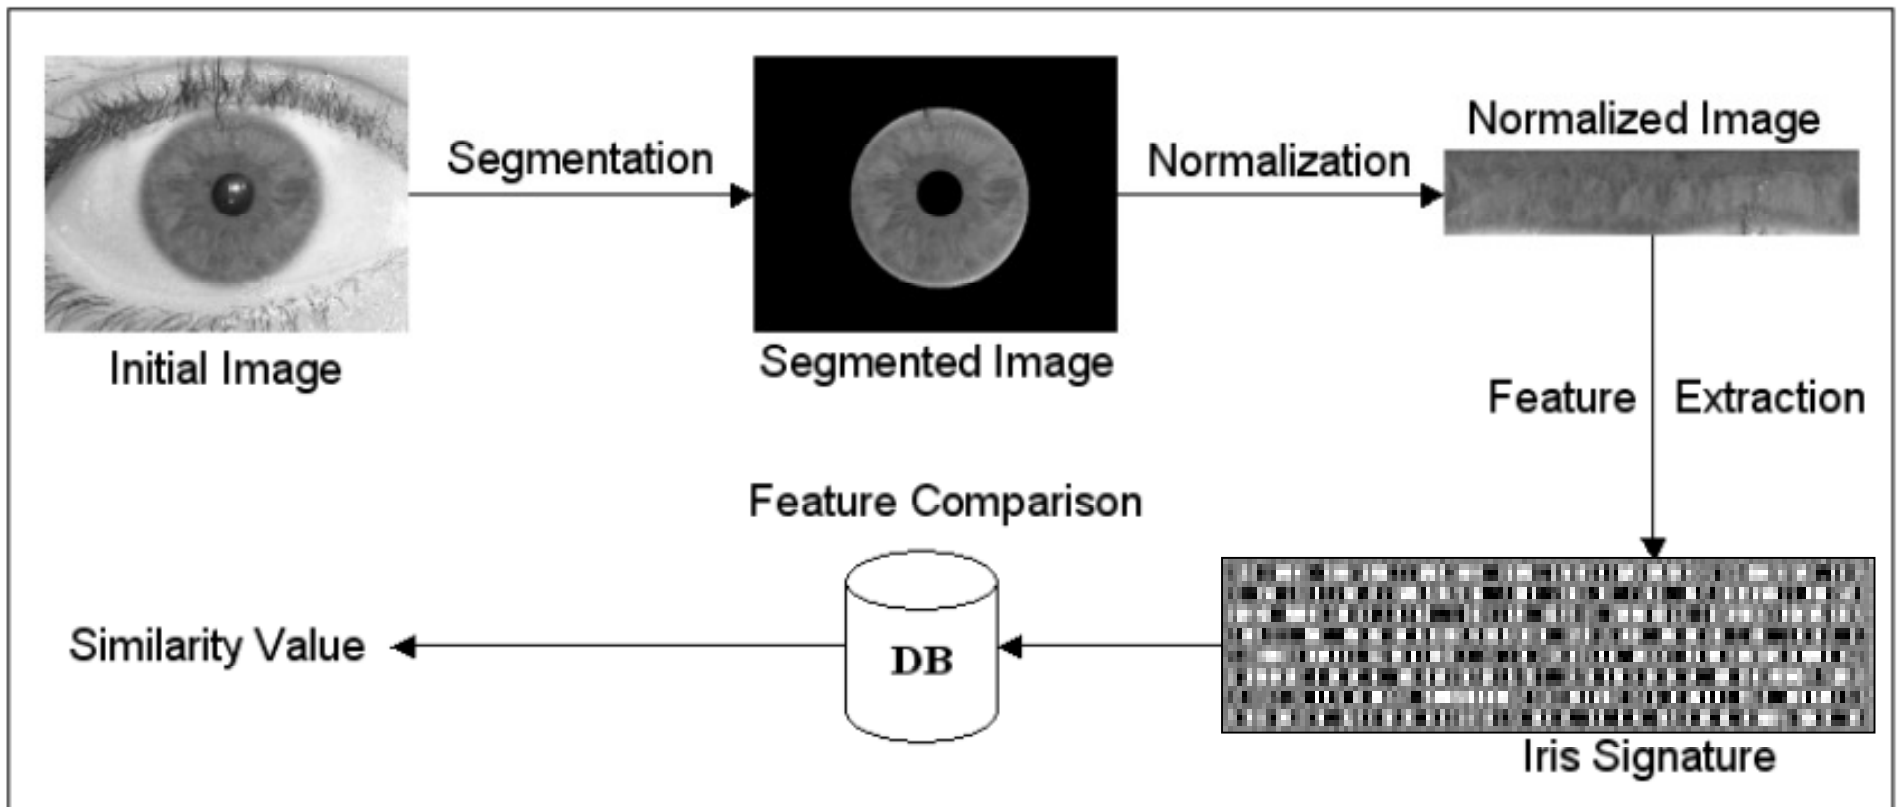 Normalized Image
Segmentation
Normalization
Initial Image
Segmented Image
Feature Extraction
Feature Comparison
Similarity Value
DB
Iris Signature